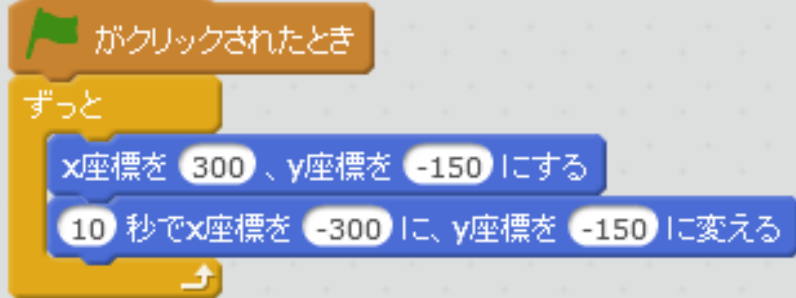 がクリックされたとき
ずっと
x座標を 300 、y座標を -150 にする
10 秒でx座標を -300 に、y座標を -150 に変える